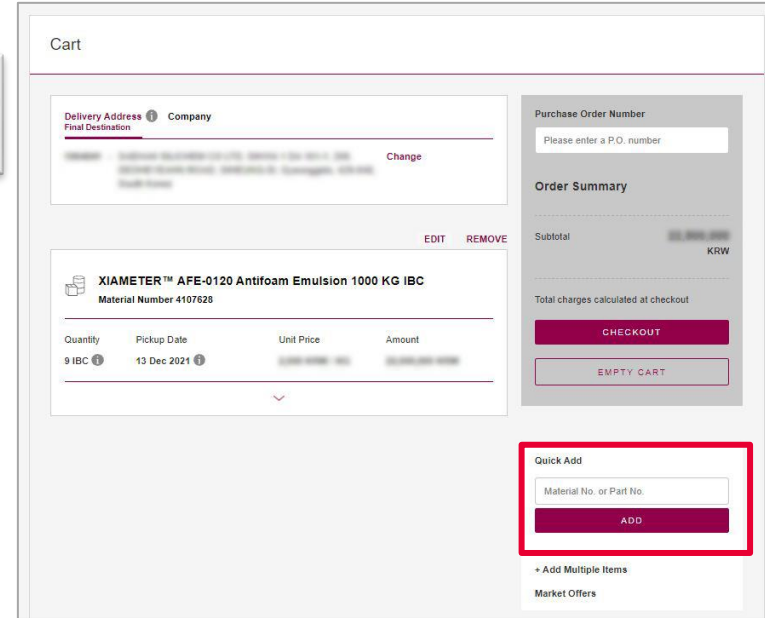 Cart
Delivery Address Company
Final Destination
Change
EDIT REMOVE
XIAMETER™ AFE-0120 Antifoam Emulsion 1000 KG IBC
Material Number 4107628
Quantity Pickup Date Unit Price Amount
9 IBC 13 Dec 2021
Purchase Order Number
Please enter a P.O. number
Order Summary
Subtotal
KRW
Total charges calculated at checkout
CHECKOUT
EMPTY CART
Quick Add
Material No. or Part No.
ADD
+ Add Multiple Items
Market Offers